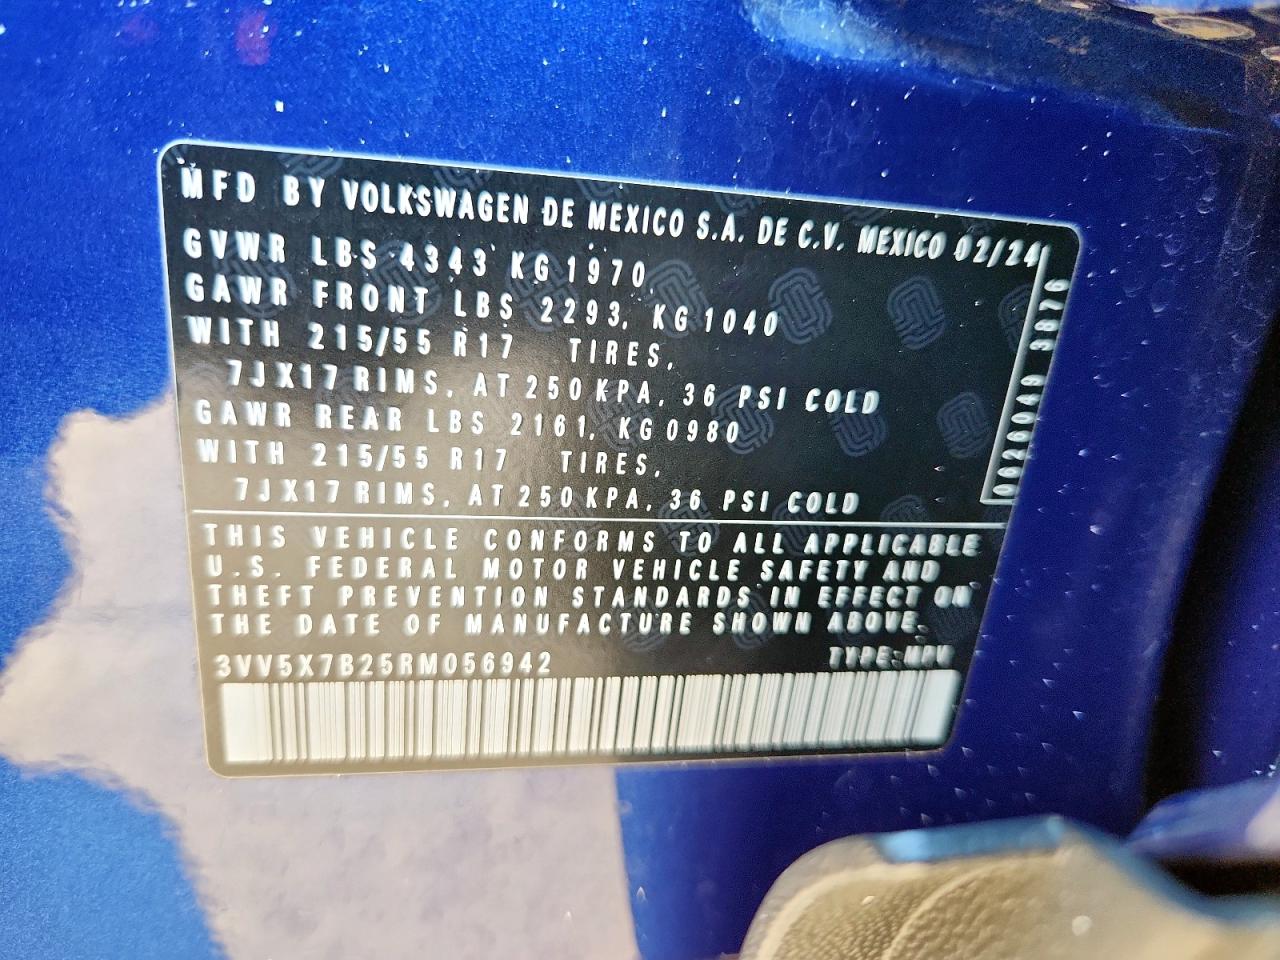 MFD BY VOLKSWAGEN DE MEXICO S.A. DE C.V. MEXICO 02/24
GVWR LBS 4343 KG 1970,
GAWR FRONT LBS 2293, KG 1040
WITH 215/55 R17 TIRES,
7JX17 RIMS, AT 250 KPA, 36 PSI COLD
GAWR REAR LBS 2161, KG 0980
WITH 215/55 R17 TIRES,
7JX17 RIMS, AT 250 KPA, 36 PSI COLD
THIS VEHICLE CONFORMS TO ALL APPLICABLE
U.S. FEDERAL MOTOR VEHICLE SAFETY AND
THEFT PREVENTION STANDARDS IN EFFECT ON
THE DATE OF MANUFACTURE SHOWN ABOVE.
3VV5X7B25RM056942 TYPE:MPV
3876